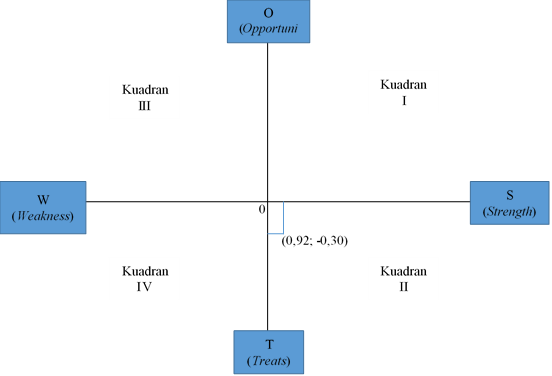 O
(Opportuni
Kuadran
III
Kuadran
I
W
(Weakness)
0
S
(Strength)
(0,92; -0,30)
Kuadran
IV
Kuadran
II
T
(Treats)